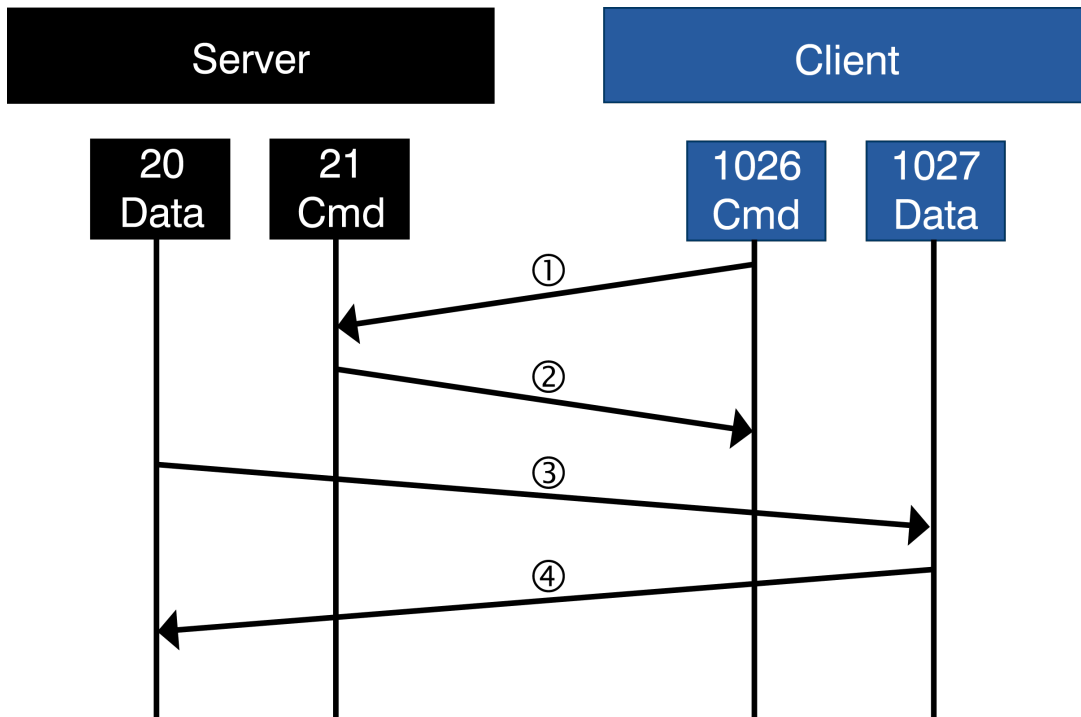 Server
Client
20
Data
21
Cmd
1026
Cmd
1027
Data
①
②
③
④